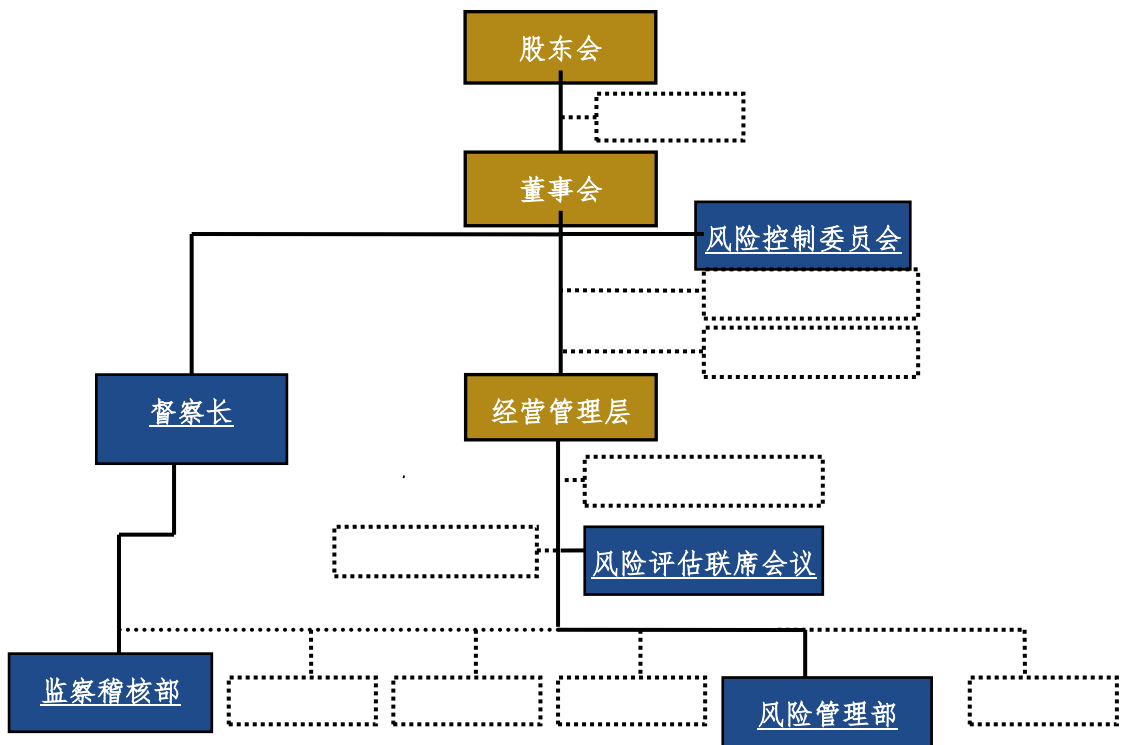 股东会
董事会
风险控制委员会
督察长
经营管理层
风险评估联席会议
监察稽核部
风险管理部